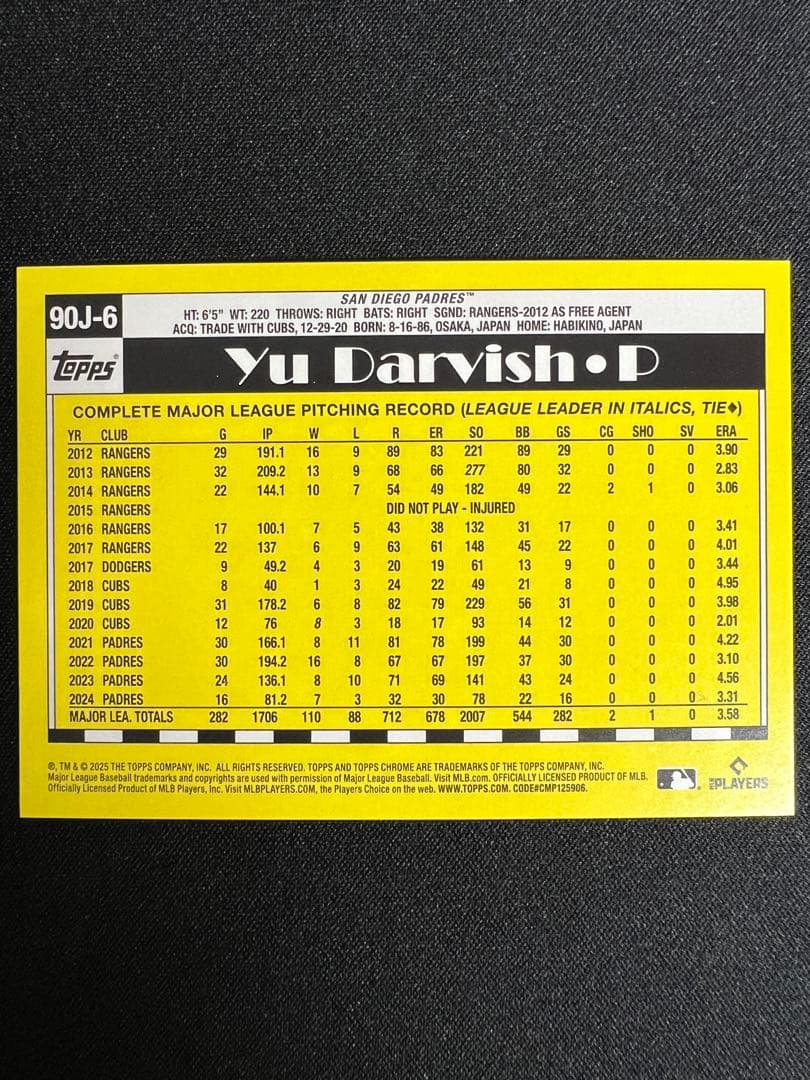 90J-6
SAN DIEGO PADRES™
HT: 6'5" WT: 220 THROWS: RIGHT BATS: RIGHT SGND: RANGERS-2012 AS FREE AGENT
ACQ: TRADE WITH CUBS, 12-29-20 BORN: 8-16-86, OSAKA, JAPAN HOME: HABIKINO, JAPAN
topps® Yu Darvish • P
COMPLETE MAJOR LEAGUE PITCHING RECORD (LEAGUE LEADER IN ITALICS, TIE◆)
YR CLUB G IP W L R ER SO BB GS CG SHO SV ERA
2012 RANGERS 29 191.1 16 9 89 83 221 89 29 0 0 0 3.90
2013 RANGERS 32 209.2 13 9 68 66 277 80 32 0 0 0 2.83
2014 RANGERS 22 144.1 10 7 54 49 182 49 22 2 1 0 3.06
2015 RANGERS DID NOT PLAY - INJURED
2016 RANGERS 17 100.1 7 5 43 38 132 31 17 0 0 0 3.41
2017 RANGERS 22 137 6 9 63 61 148 45 22 0 0 0 4.01
2017 DODGERS 9 49.2 4 3 20 19 61 13 9 0 0 0 3.44
2018 CUBS 8 40 1 3 24 22 49 21 8 0 0 0 4.95
2019 CUBS 31 178.2 6 8 82 79 229 56 31 0 0 0 3.98
2020 CUBS 12 76 8 3 18 17 93 14 12 0 0 0 2.01
2021 PADRES 30 166.1 8 11 81 78 199 44 30 0 0 0 4.22
2022 PADRES 30 194.2 16 8 67 67 197 37 30 0 0 0 3.10
2023 PADRES 24 136.1 8 10 71 69 141 43 24 0 0 0 4.56
2024 PADRES 16 81.2 7 3 32 30 78 22 16 0 0 0 3.31
MAJOR LEA. TOTALS 282 1706 110 88 712 678 2007 544 282 2 1 0 3.58
®, TM & © 2025 THE TOPPS COMPANY, INC. ALL RIGHTS RESERVED. TOPPS AND TOPPS CHROME ARE TRADEMARKS OF THE TOPPS COMPANY, INC.
Major League Baseball trademarks and copyrights are used with permission of Major League Baseball. Visit MLB.com. OFFICIALLY LICENSED PRODUCT OF MLB.
Officially Licensed Product of MLB Players, Inc. Visit MLBPLAYERS.COM, the Players Choice on the web. WWW.TOPPS.COM. CODE#CMP125906.
MLB PLAYERS